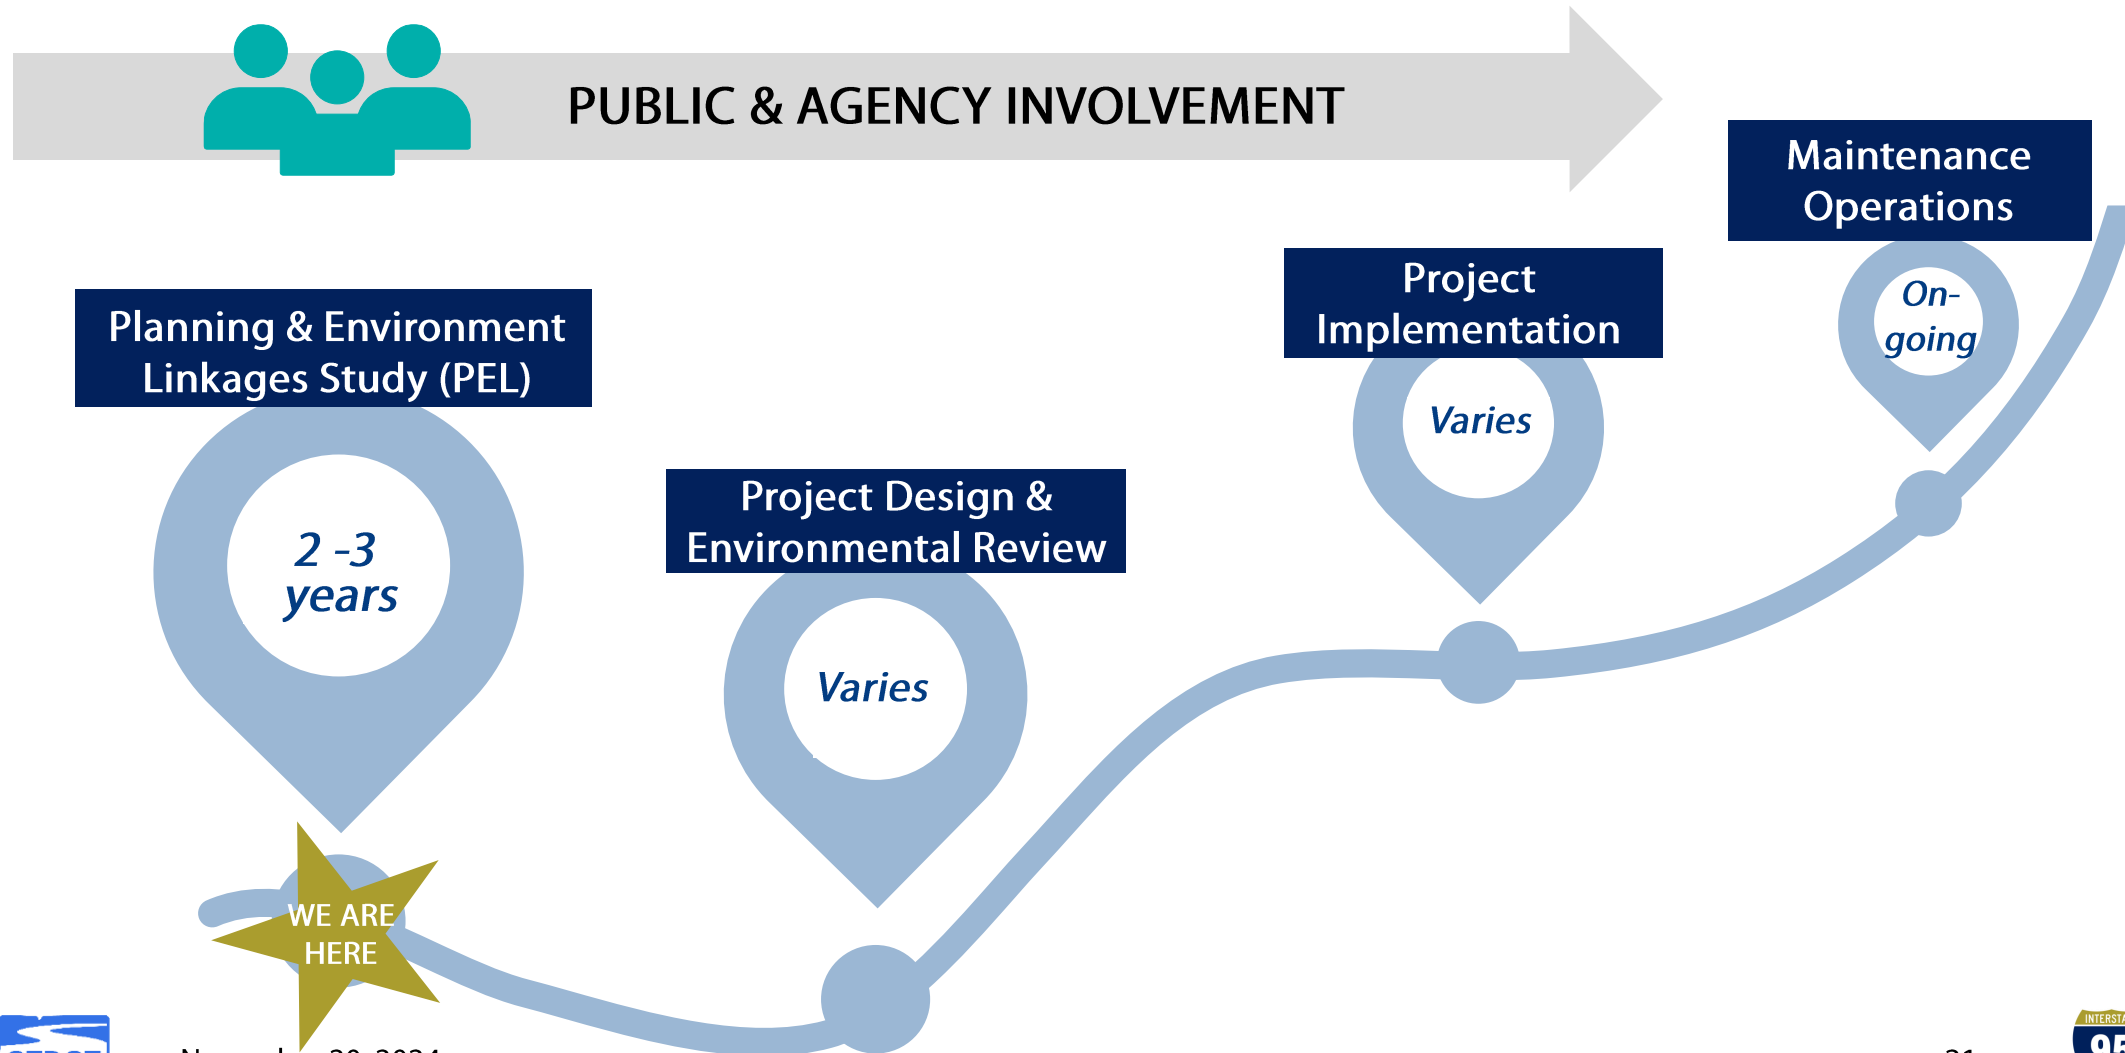 PUBLIC & AGENCY INVOLVEMENT
Maintenance
Operations
On-
going
Project
Implementation
Varies
Planning & Environment
Linkages Study (PEL)
2 -3
years
Project Design &
Environmental Review
Varies
WE ARE
HERE